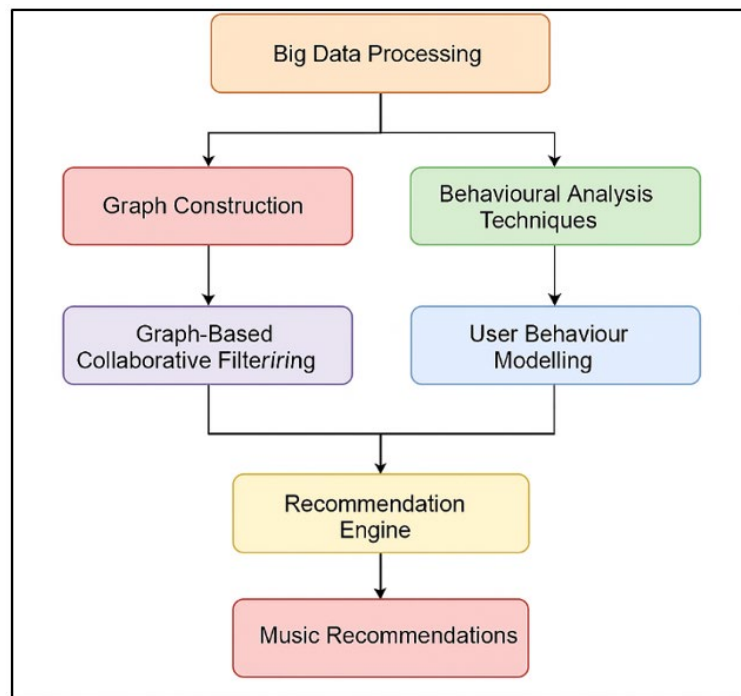 Big Data Processing
Graph Construction
Behavioural Analysis
Techniques
Graph-Based
Collaborative Filteriring
User Behaviour
Modelling
Recommendation
Engine
Music Recommendations